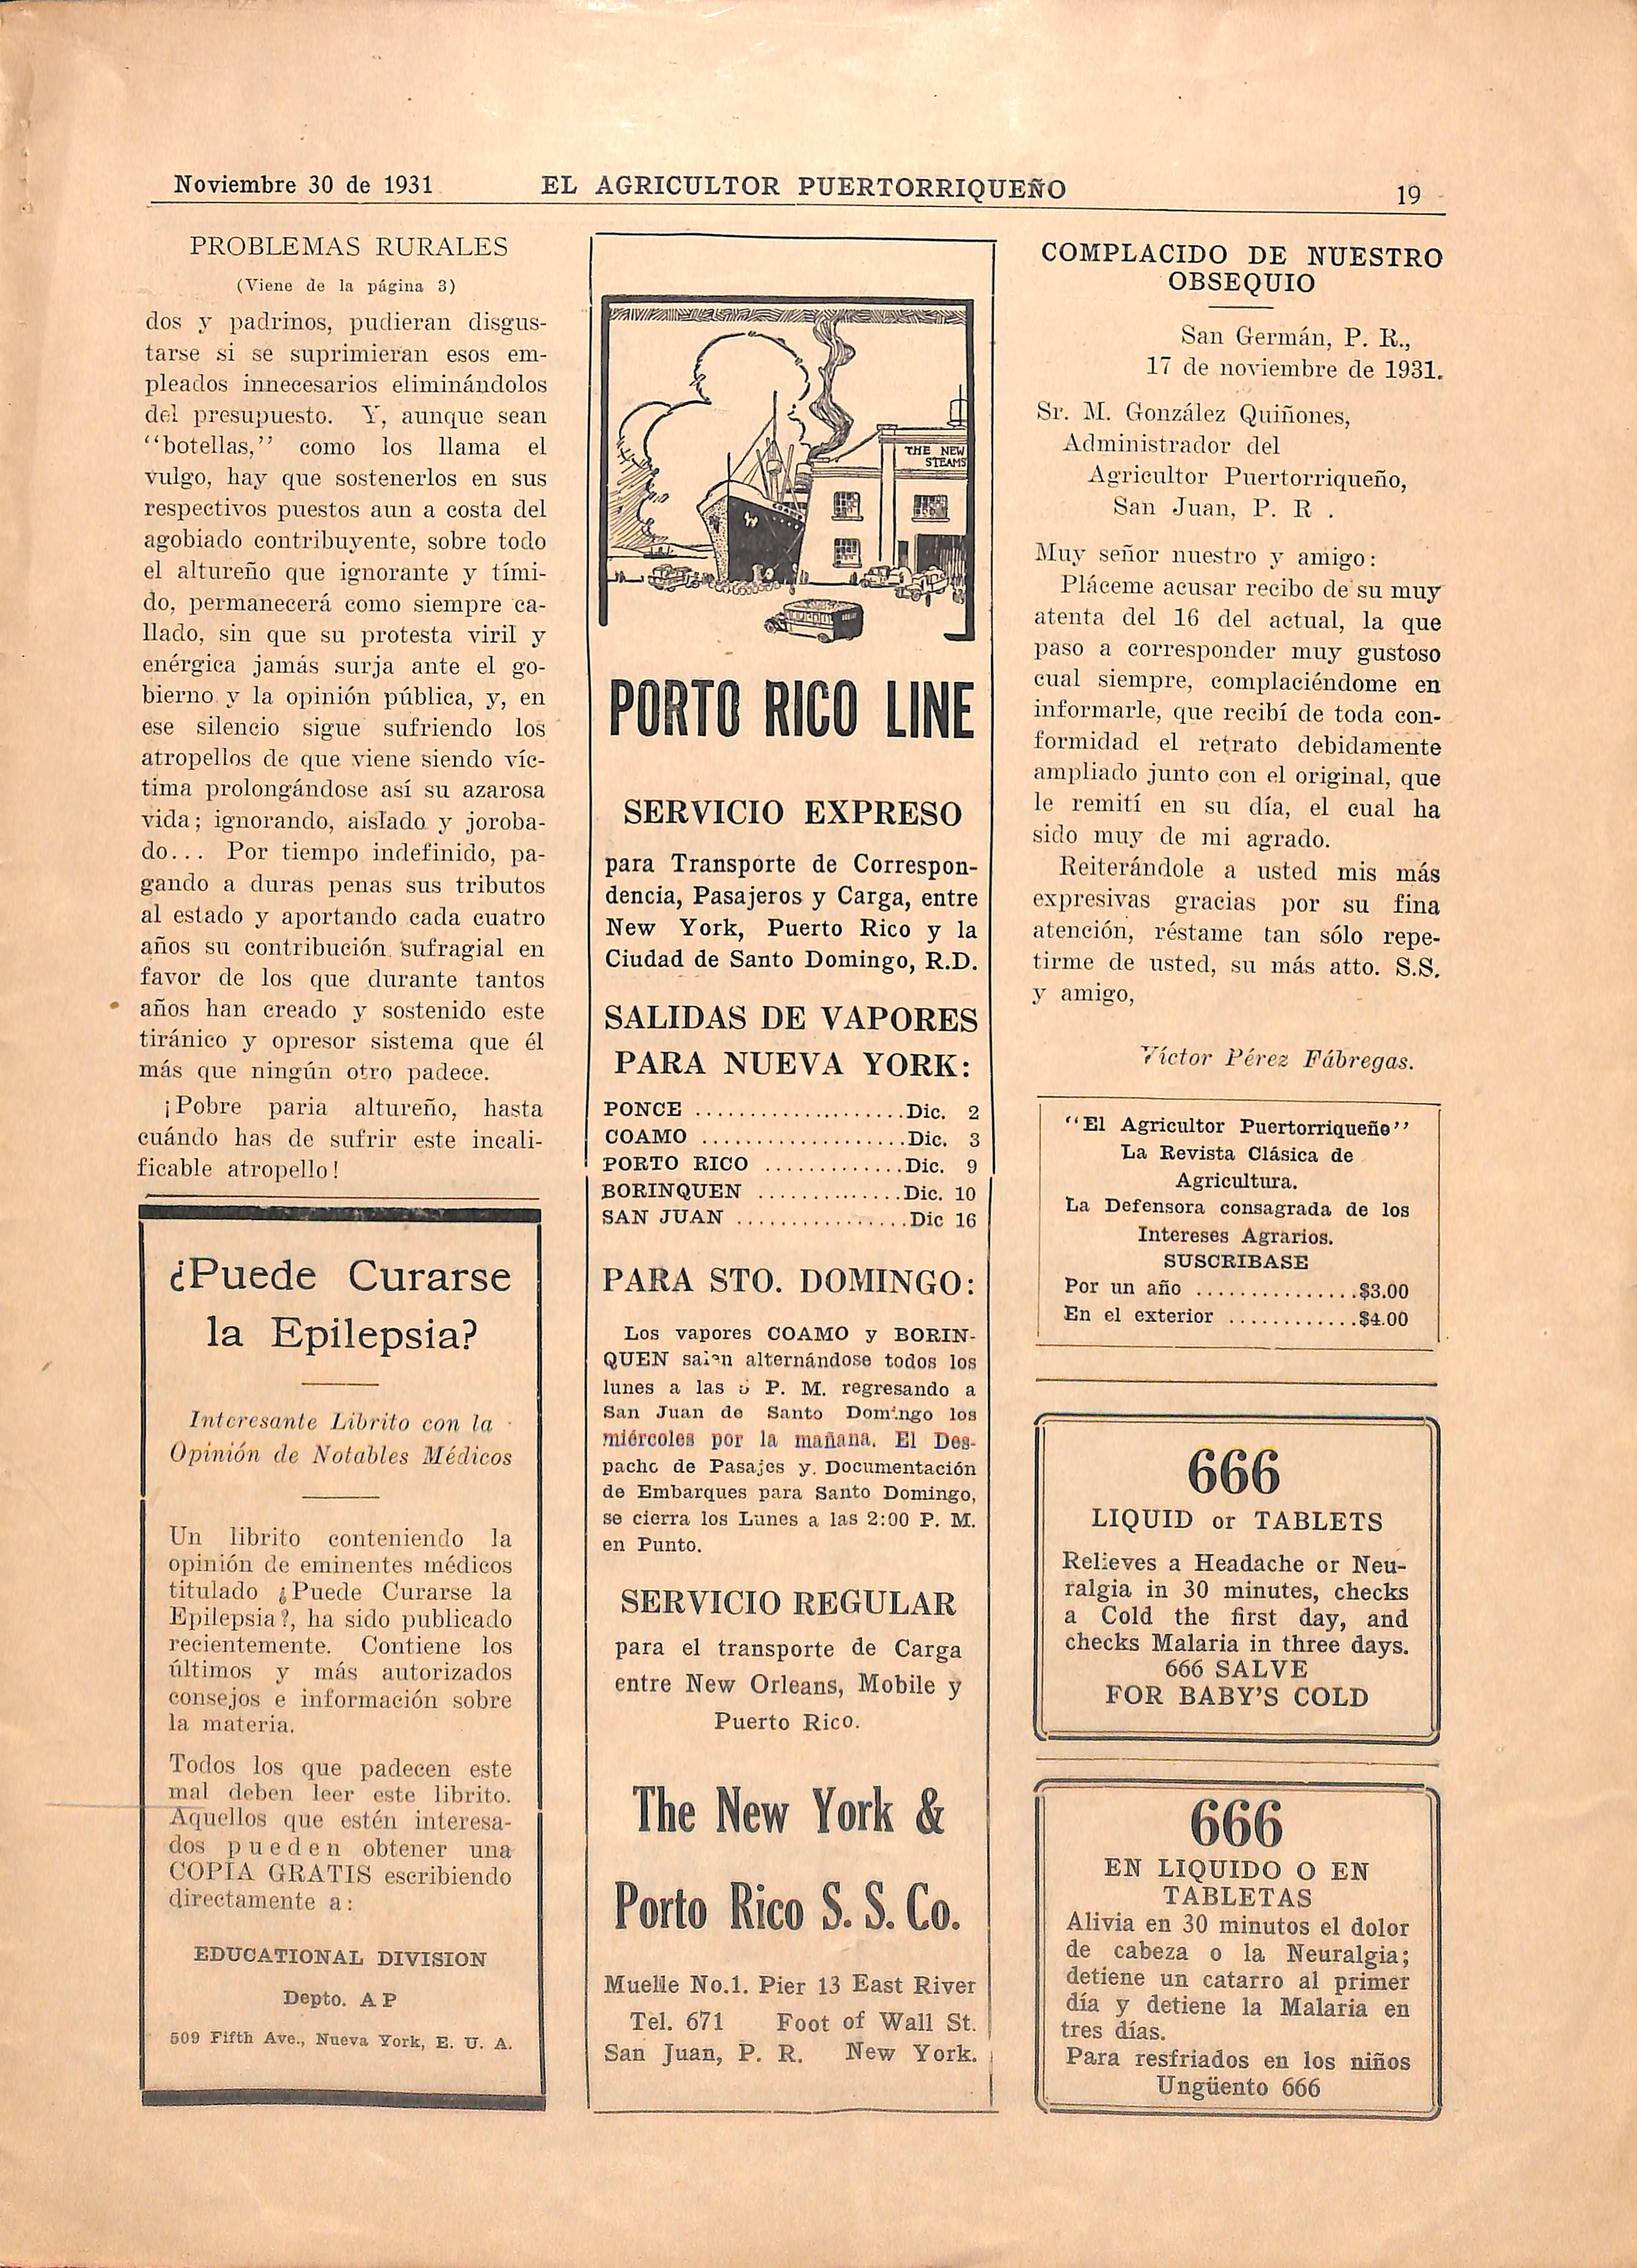 Noviembre 30 de 1931
EL AGRICULTOR PUERTORRIQUEÑO
19
PROBLEMAS RURALES
(Viene de la página 3)
dos y padrinos, pudieran disgus-
tarse si se suprimieran esos em-
pleados innecesarios eliminándolos
del presupuesto. Y, aunque sean
“botellas,” como los llama el
vulgo, hay que sostenerlos en sus
respectivos puestos aun a costa del
agobiado contribuyente, sobre todo
el altureño que ignorante y tími-
do, permanecerá como siempre ca-
llado, sin que su protesta viril y
enérgica jamás surja ante el go-
bierno y la opinión pública, y, en
ese silencio sigue sufriendo los
atropellos de que viene siendo víc-
tima prolongándose así su azarosa
vida; ignorando, aislado y joroba-
do... Por tiempo indefinido, pa-
gando a duras penas sus tributos
al estado y aportando cada cuatro
años su contribución sufragial en
favor de los que durante tantos
años han creado y sostenido este
tiránico y opresor sistema que él
más que ningún otro padece.
¡Pobre paria altureño, hasta
cuándo has de sufrir este incali-
ficable atropello!
¿Puede Curarse
la Epilepsia?
Interesante Librito con la
Opinión de Notables Médicos
Un librito conteniendo la
opinión de eminentes médicos
titulado ¿Puede Curarse la
Epilepsia?, ha sido publicado
recientemente. Contiene los
últimos y más autorizados
consejos e información sobre
la materia.
Todos los que padecen este
mal deben leer este librito.
Aquellos que estén interesa-
dos pueden obtener una
COPIA GRATIS escribiendo
directamente a:
EDUCATIONAL DIVISION
Depto. A P
509 Fifth Ave., Nueva York, E. U. A.
THE NEW
STEAMS
PORTO RICO LINE
SERVICIO EXPRESO
para Transporte de Correspon-
dencia, Pasajeros y Carga, entre
New York, Puerto Rico y la
Ciudad de Santo Domingo, R.D.
SALIDAS DE VAPORES
PARA NUEVA YORK:
PONCE ..................... Dic. 2
COAMO .................... Dic. 3
PORTO RICO .............. Dic. 9
BORINQUEN ............... Dic. 10
SAN JUAN ................. Dic 16
PARA STO. DOMINGO:
Los vapores COAMO y BORIN-
QUEN salen alternándose todos los
lunes a las P. M. regresando a
San Juan de Santo Domingo los
miércoles por la mañana. El Des-
pacho de Pasajes y. Documentación
de Embarques para Santo Domingo,
se cierra los Lunes a las 2:00 P. M.
en Punto.
SERVICIO REGULAR
para el transporte de Carga
entre New Orleans, Mobile y
Puerto Rico.
The New York &
Porto Rico S. S. Co.
Muelle No.1. Pier 13 East River
Tel. 671 Foot of Wall St.
San Juan, P. R. New York.
COMPLACIDO DE NUESTRO
OBSEQUIO
San Germán, P. R.,
17 de noviembre de 1931.
Sr. M. González Quiñones,
Administrador del
Agricultor Puertorriqueño,
San Juan, P. R .
Muy señor nuestro y amigo:
Pláceme acusar recibo de su muy
atenta del 16 del actual, la que
paso a corresponder muy gustoso
cual siempre, complaciéndome en
informarle, que recibí de toda con-
formidad el retrato debidamente
ampliado junto con el original, que
le remití en su día, el cual ha
sido muy de mi agrado.
Reiterándole a usted mis más
expresivas gracias por su fina
atención, réstame tan sólo repe-
tirme de usted, su más atto. S.S.
y amigo,
Víctor Pérez Fábregas.
“El Agricultor Puertorriqueño”
La Revista Clásica de
Agricultura.
La Defensora consagrada de los
Intereses Agrarios.
SUSCRIBASE
Por un año ................ $3.00
En el exterior ............. $4.00
666
LIQUID or TABLETS
Relieves a Headache or Neu-
ralgia in 30 minutes, checks
a Cold the first day, and
checks Malaria in three days.
666 SALVE
FOR BABY'S COLD
666
EN LIQUIDO O EN
TABLETAS
Alivia en 30 minutos el dolor
de cabeza o la Neuralgia;
detiene un catarro al primer
día y detiene la Malaria en
tres días.
Para resfriados en los niños
Ungüento 666